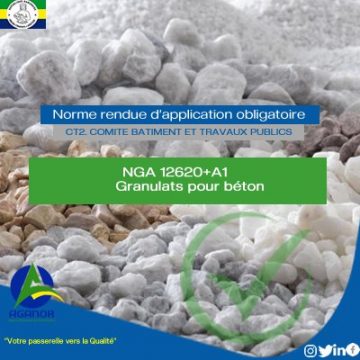 Norme rendue d'application obligatoire
CT2. COMITE BATIMENT ET TRAVAUX PUBLICS
NGA 12620+A1
Granulats pour béton
AGANOR
"Votre passerelle vers la Qualité"